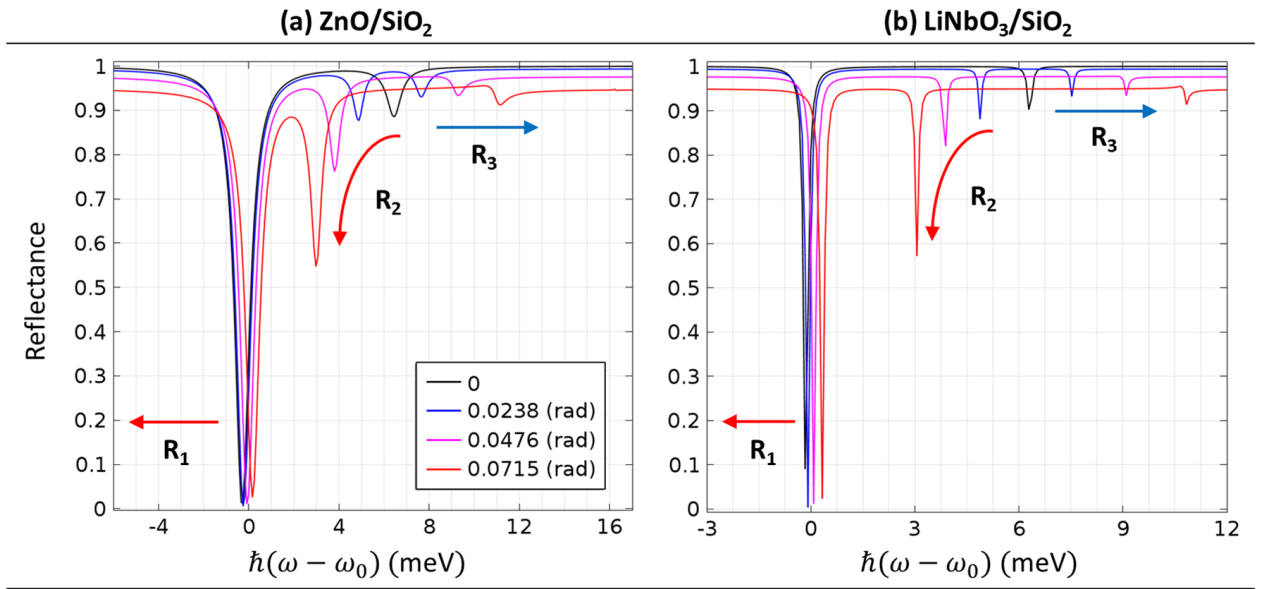 (a) ZnO/SiO₂
(b) LiNbO₃/SiO₂
Reflectance
1
0.9
0.8
0.7
0.6
0.5
0.4
0.3
0.2
0.1
0
-4
0
4
8
12
16
ℏ(ω − ω₀) (meV)
R₁
R₂
R₃
0
0.0238 (rad)
0.0476 (rad)
0.0715 (rad)
1
0.9
0.8
0.7
0.6
0.5
0.4
0.3
0.2
0.1
0
-3
0
3
6
9
12
ℏ(ω − ω₀) (meV)
R₁
R₂
R₃